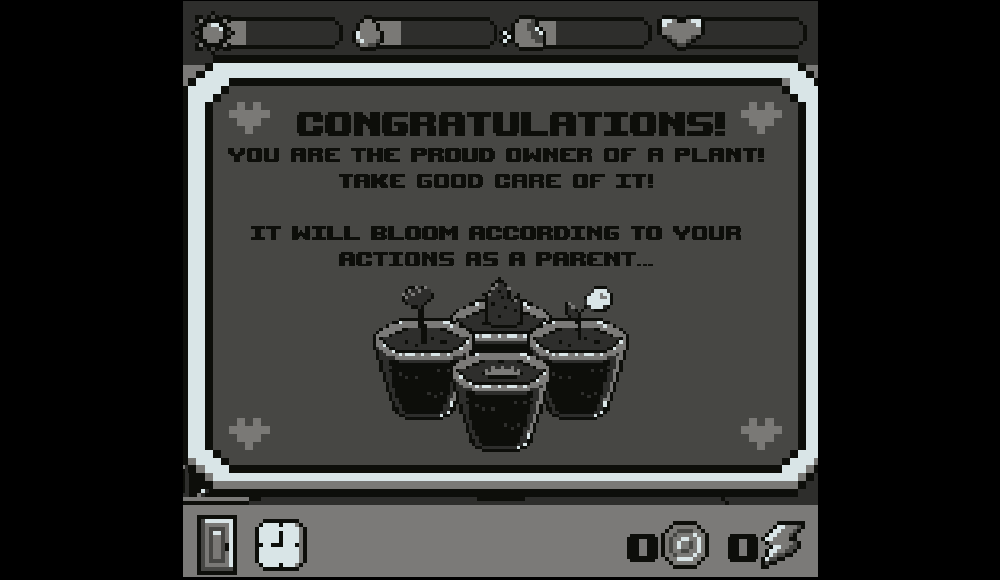 CONGRATULATIONS!
YOU ARE THE PROUD OWNER OF A PLANT!
TAKE GOOD CARE OF IT!
IT WILL BLOOM ACCORDING TO YOUR
ACTIONS AS A PARENT...
0 0